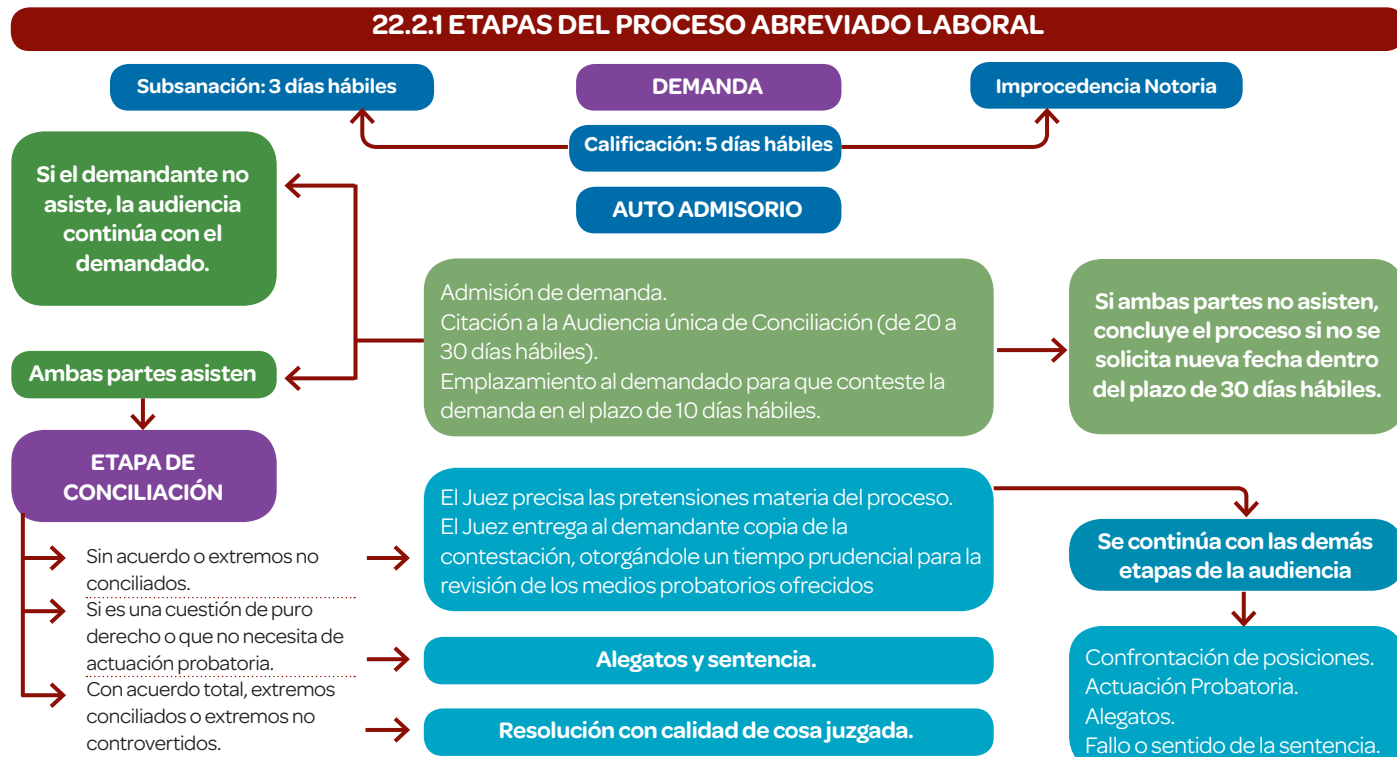 22.2.1 ETAPAS DEL PROCESO ABREVIADO LABORAL
Subsanación: 3 días hábiles
DEMANDA
Improcedencia Notoria
Calificación: 5 días hábiles
AUTO ADMISORIO
Si el demandante no
asiste, la audiencia
continúa con el
demandado.
Admisión de demanda.
Citación a la Audiencia única de Conciliación (de 20 a
30 días hábiles).
Emplazamiento al demandado para que conteste la
demanda en el plazo de 10 días hábiles.
Si ambas partes no asisten,
concluye el proceso si no se
solicita nueva fecha dentro
del plazo de 30 días hábiles.
Ambas partes asisten
ETAPA DE
CONCILIACIÓN
Sin acuerdo o extremos no
conciliados.
Si es una cuestión de puro
derecho o que no necesita de
actuación probatoria.
Con acuerdo total, extremos
conciliados o extremos no
controvertidos.
El Juez precisa las pretensiones materia del proceso.
El Juez entrega al demandante copia de la
contestación, otorgándole un tiempo prudencial para la
revisión de los medios probatorios ofrecidos
Alegatos y sentencia.
Resolución con calidad de cosa juzgada.
Se continúa con las demás
etapas de la audiencia
Confrontación de posiciones.
Actuación Probatoria.
Alegatos.
Fallo o sentido de la sentencia.